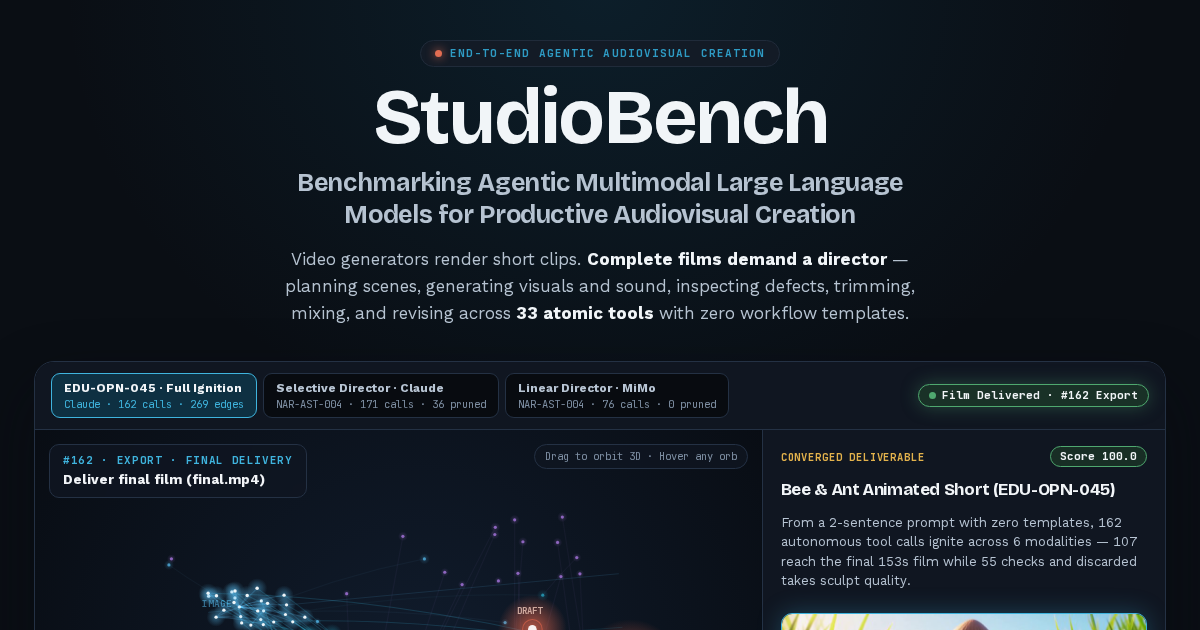 END-TO-END AGENTIC AUDIOVISUAL CREATION
StudioBench
Benchmarking Agentic Multimodal Large Language
Models for Productive Audiovisual Creation
Video generators render short clips. Complete films demand a director —
planning scenes, generating visuals and sound, inspecting defects, trimming,
mixing, and revising across 33 atomic tools with zero workflow templates.
EDU-OPN-045 · Full Ignition
Claude · 162 calls · 269 edges
Selective Director · Claude
NAR-AST-004 · 171 calls · 36 pruned
Linear Director · MiMo
NAR-AST-004 · 76 calls · 0 pruned
Film Delivered · #162 Export
#162 · EXPORT · FINAL DELIVERY
Deliver final film (final.mp4)
Drag to orbit 3D · Hover any orb
IMAGE
DRAFT
CONVERGED DELIVERABLE
Score 100.0
Bee & Ant Animated Short (EDU-OPN-045)
From a 2-sentence prompt with zero templates, 162
autonomous tool calls ignite across 6 modalities — 107
reach the final 153s film while 55 checks and discarded
takes sculpt quality.